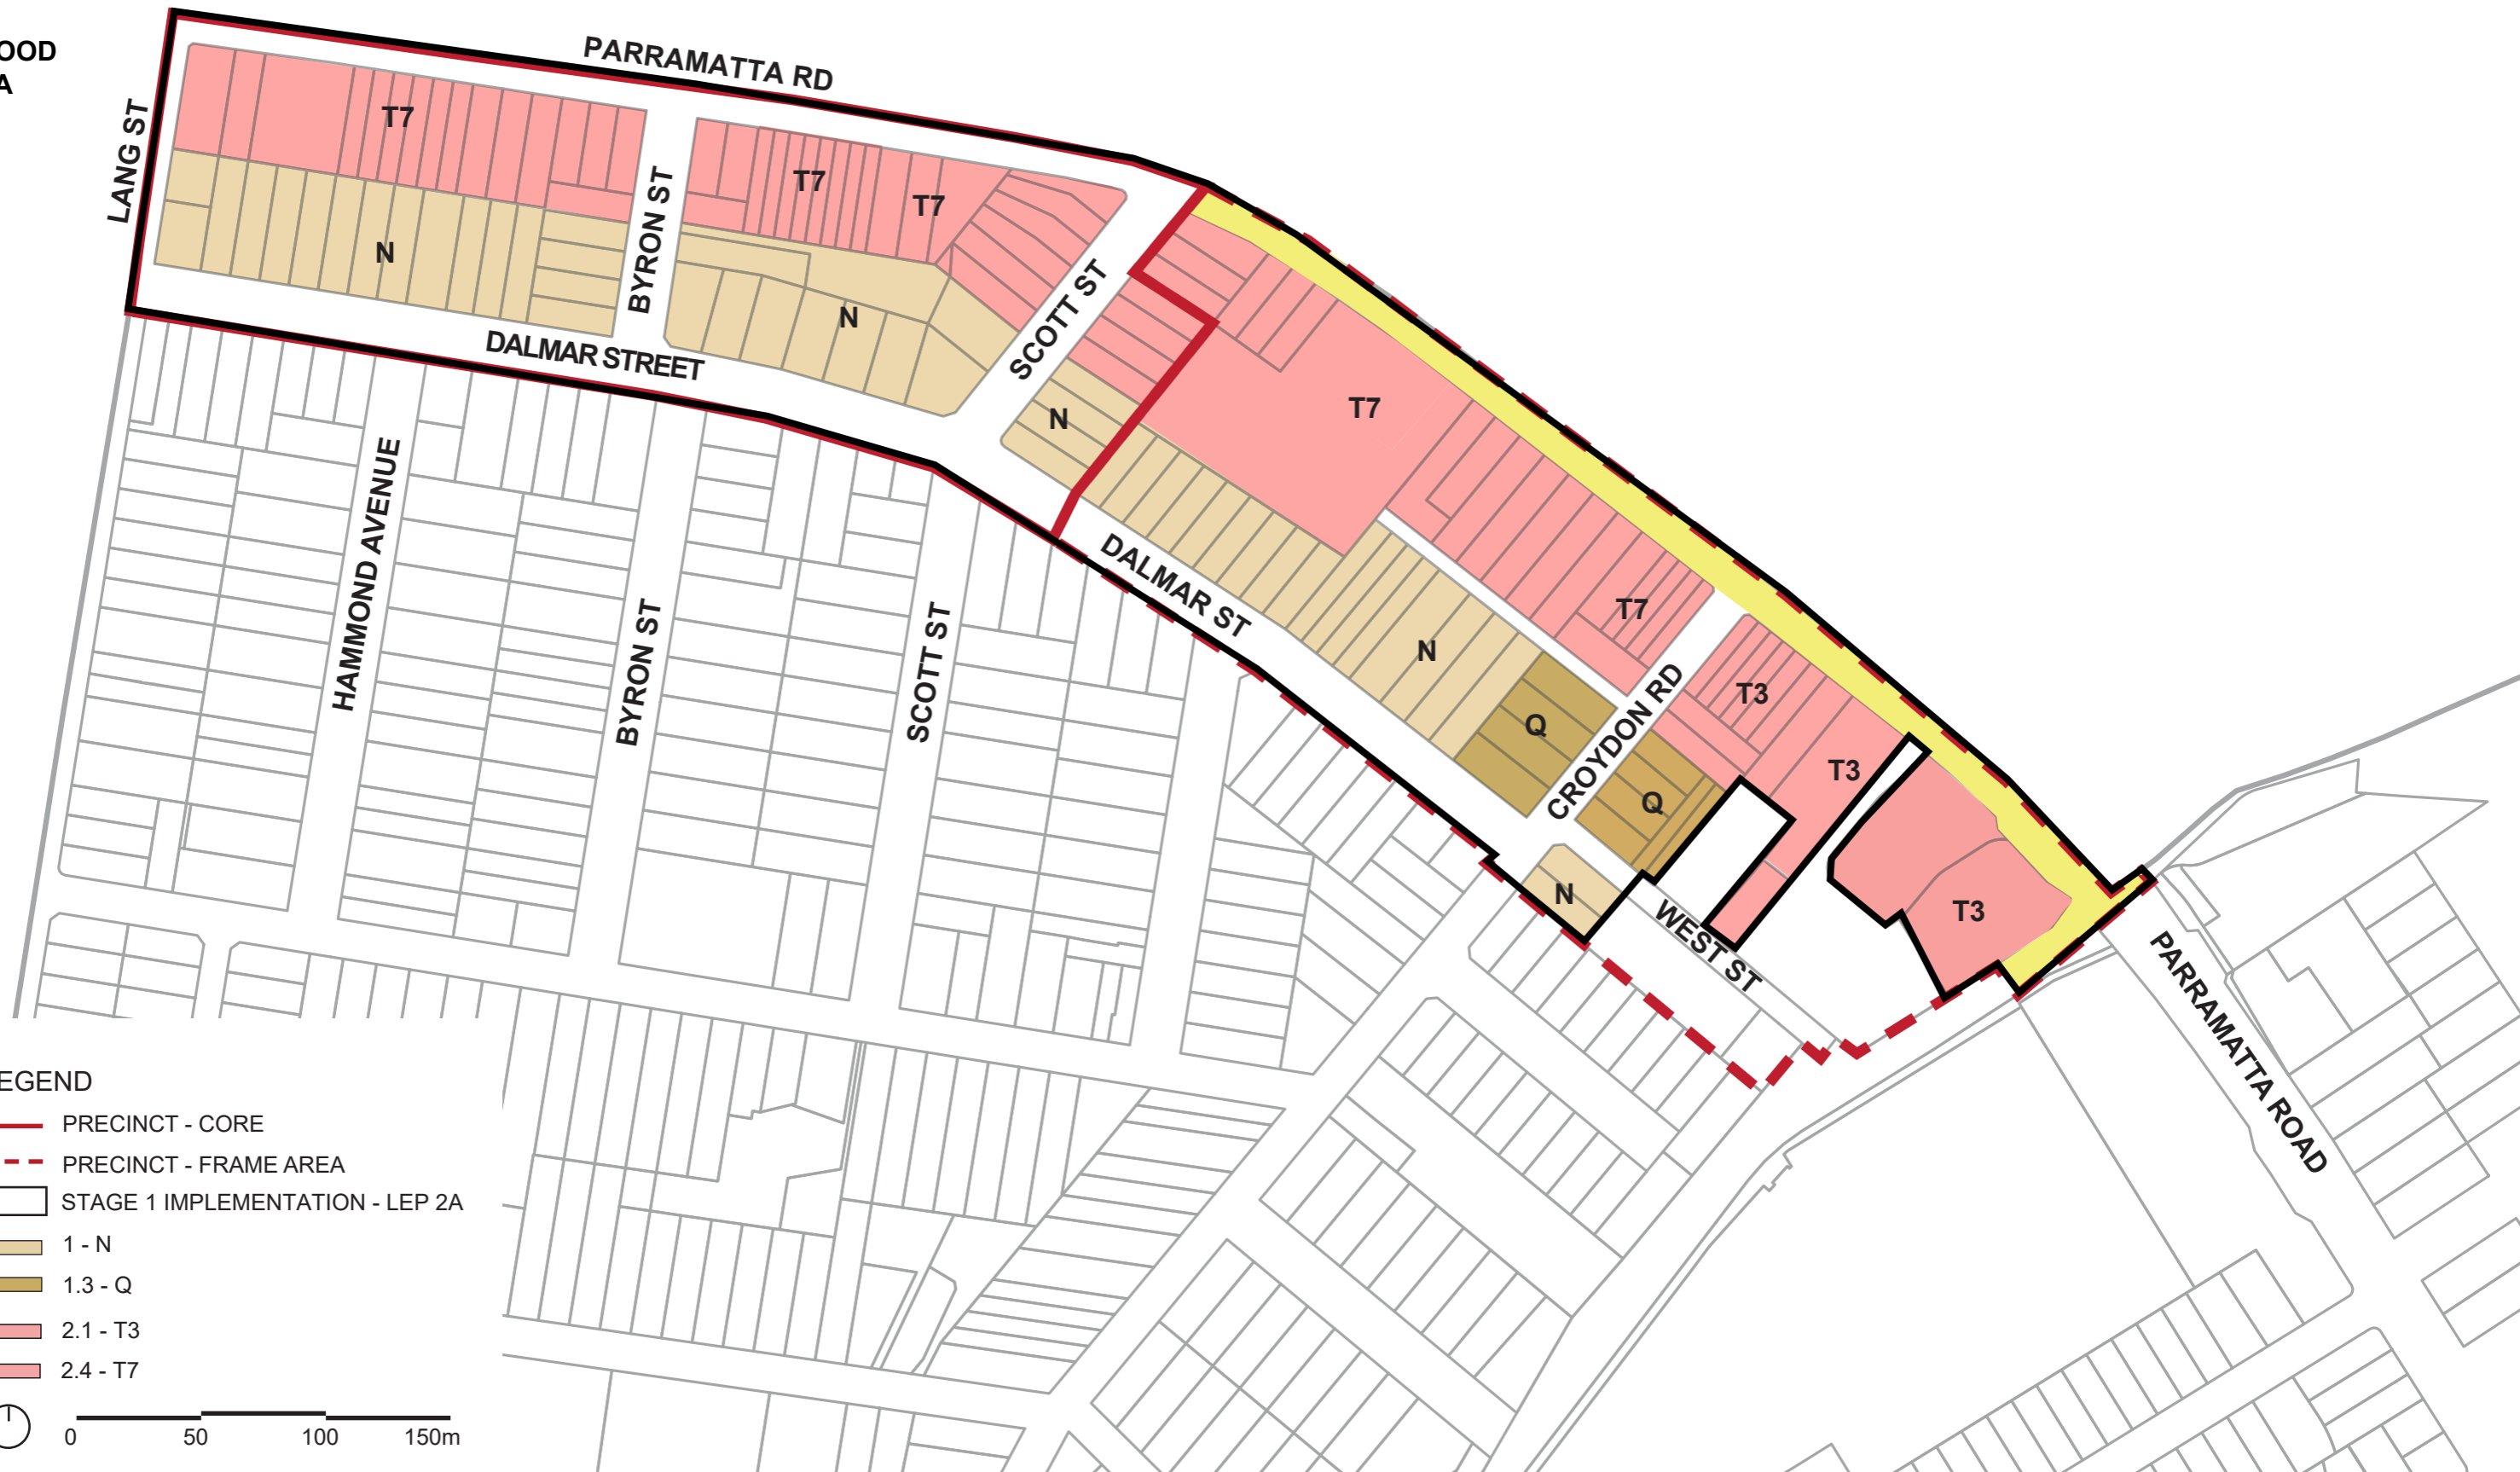 OOD
A
PARRAMATTA RD
LANG ST
T7
T7
T7
BYRON ST
N
N
SCOTT ST
DALMAR STREET
N
T7
HAMMOND AVENUE
BYRON ST
SCOTT ST
DALMAR ST
T7
N
T3
Q
CROYDON RD
T3
Q
N
WEST ST
T3
PARRAMATTA ROAD
EGEND
PRECINCT - CORE
PRECINCT - FRAME AREA
STAGE 1 IMPLEMENTATION - LEP 2A
1 - N
1.3 - Q
2.1 - T3
2.4 - T7
0 50 100 150m